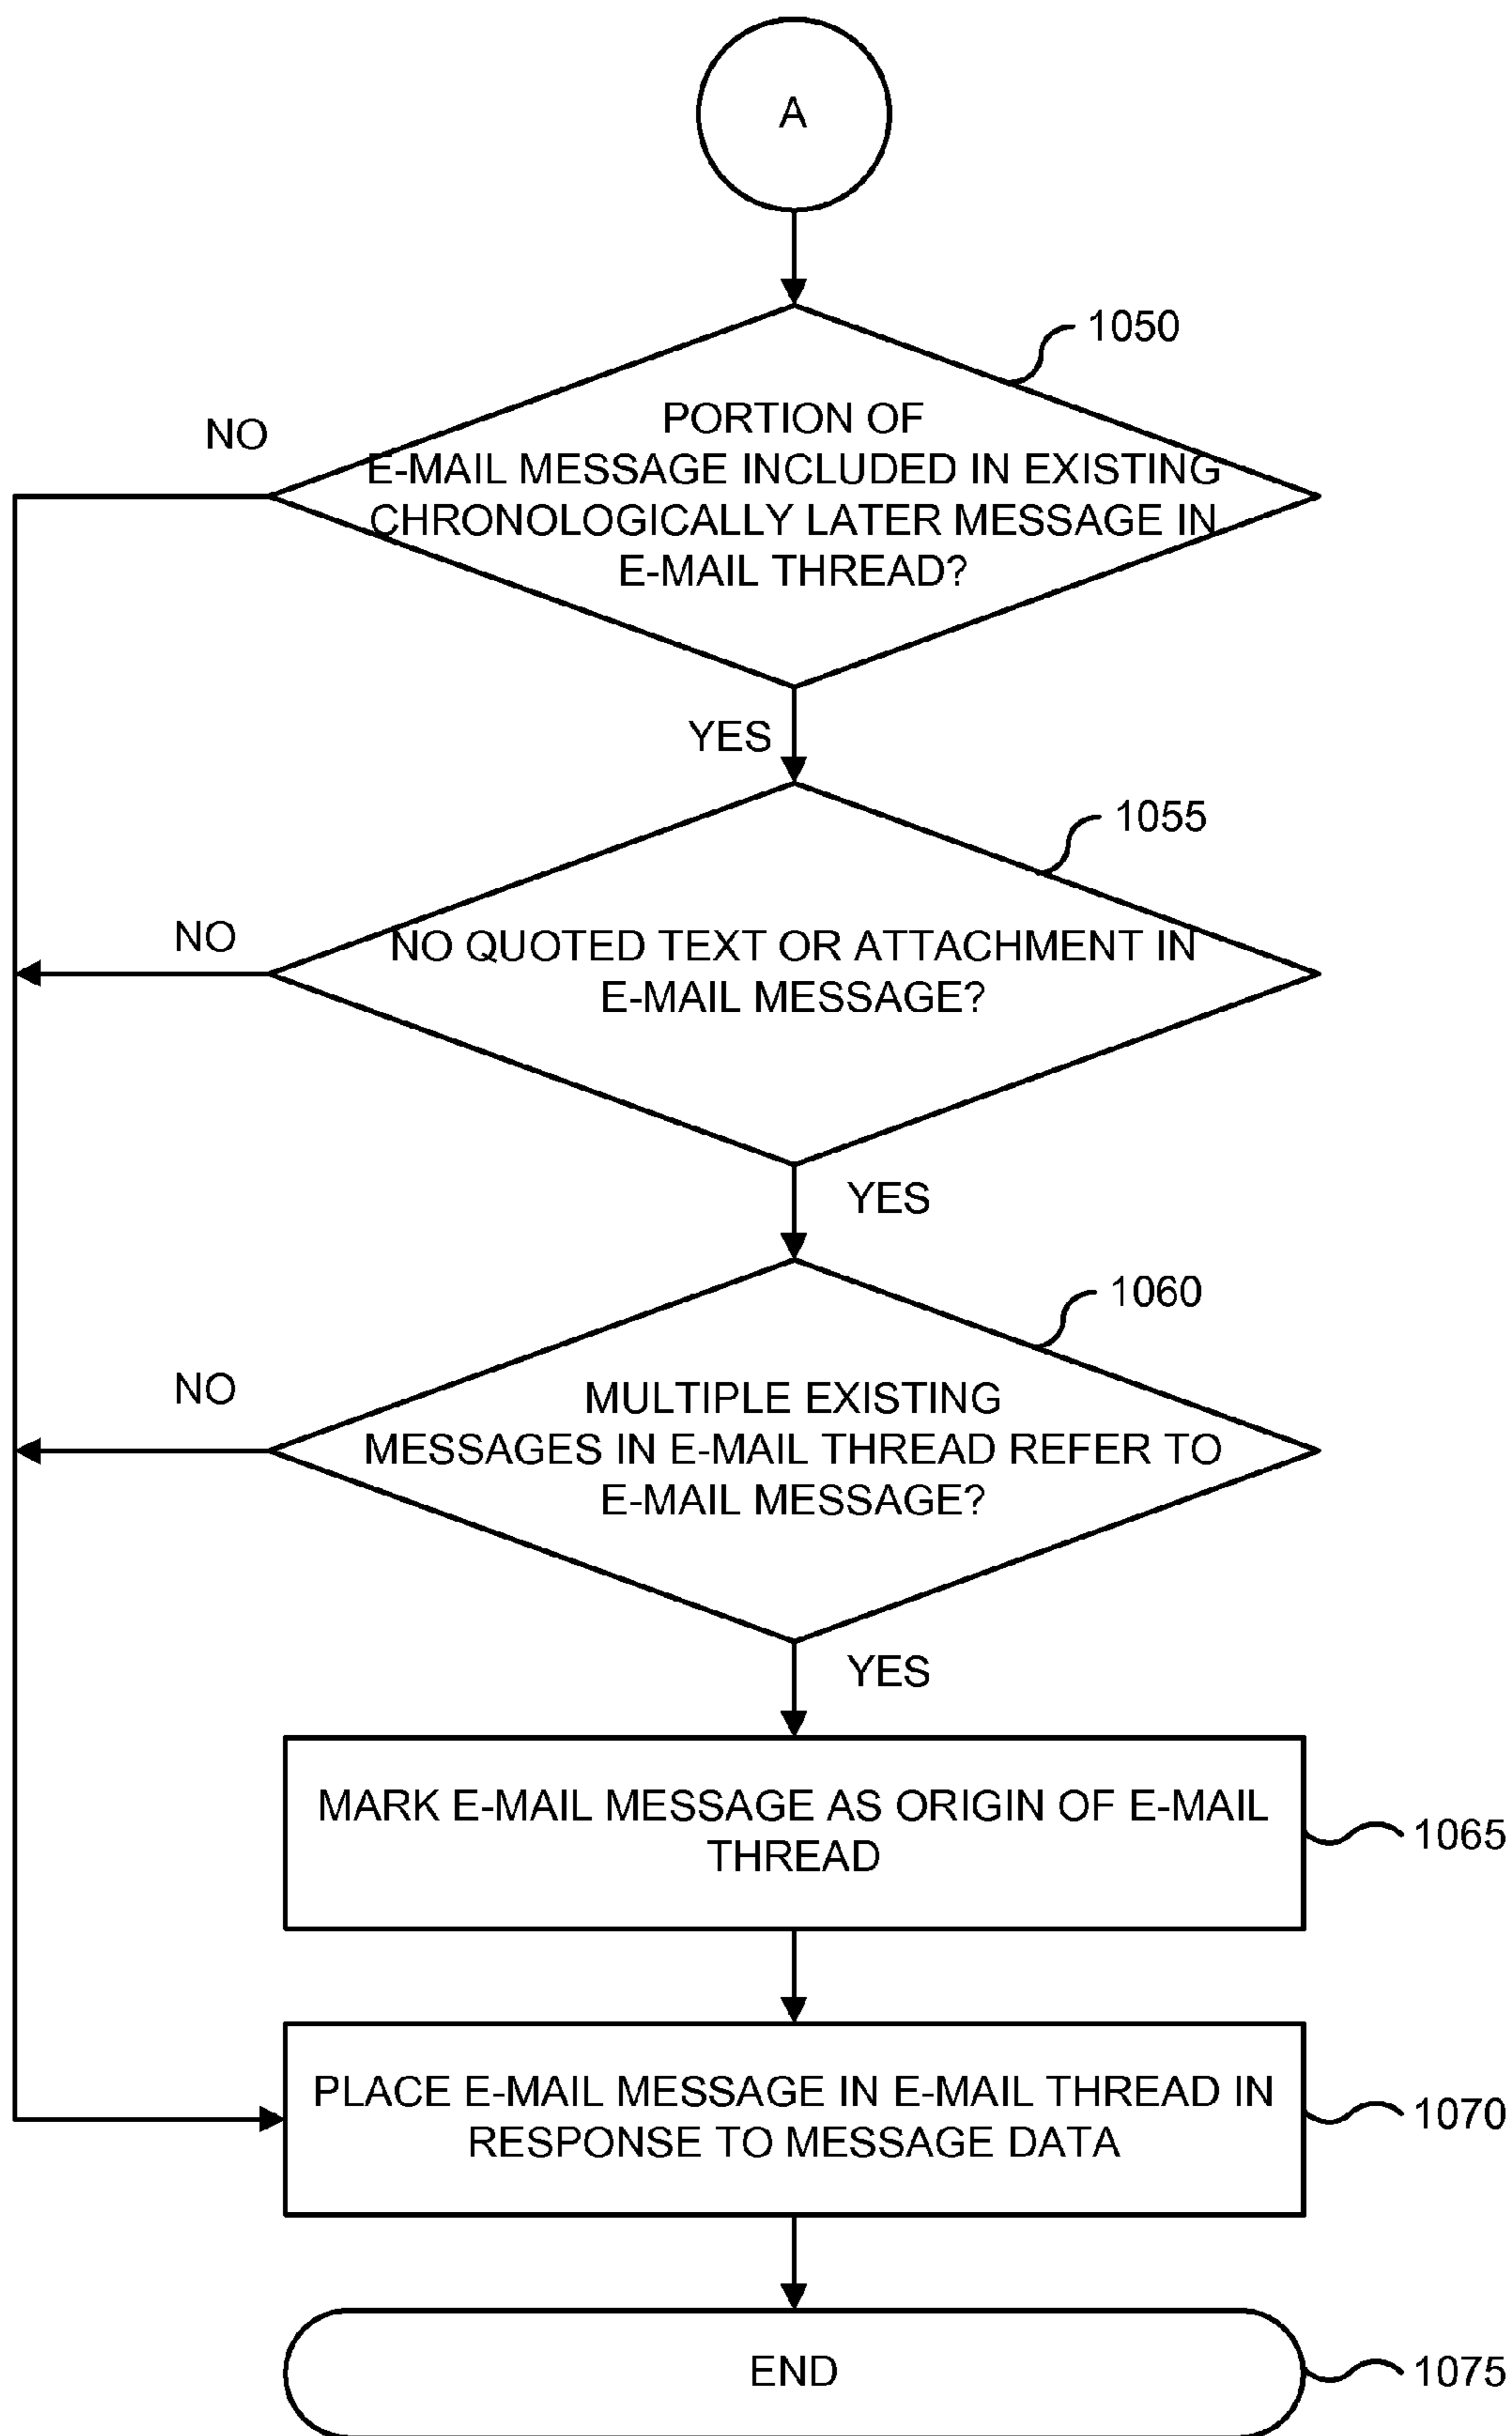 A
1050
NO
PORTION OF
E-MAIL MESSAGE INCLUDED IN EXISTING
CHRONOLOGICALLY LATER MESSAGE IN
E-MAIL THREAD?
YES
1055
NO
NO QUOTED TEXT OR ATTACHMENT IN
E-MAIL MESSAGE?
YES
1060
NO
MULTIPLE EXISTING
MESSAGES IN E-MAIL THREAD REFER TO
E-MAIL MESSAGE?
YES
MARK E-MAIL MESSAGE AS ORIGIN OF E-MAIL
THREAD
1065
PLACE E-MAIL MESSAGE IN E-MAIL THREAD IN
RESPONSE TO MESSAGE DATA
1070
END
1075